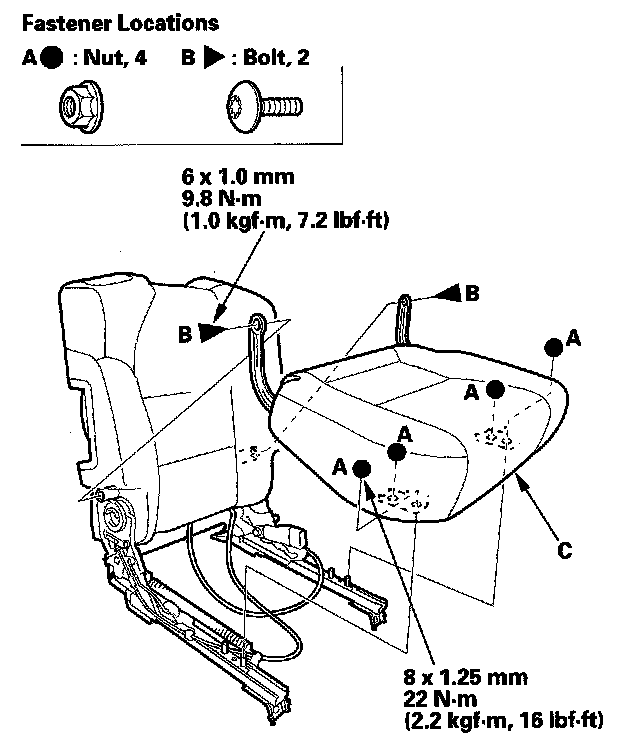 Fastener Locations
A ● : Nut, 4 B ▶ : Bolt, 2
6 x 1.0 mm
9.8 N·m
(1.0 kgf·m, 7.2 lbf·ft)
B
B
A
A
A
A
C
8 x 1.25 mm
22 N·m
(2.2 kgf·m, 16 lbf·ft)